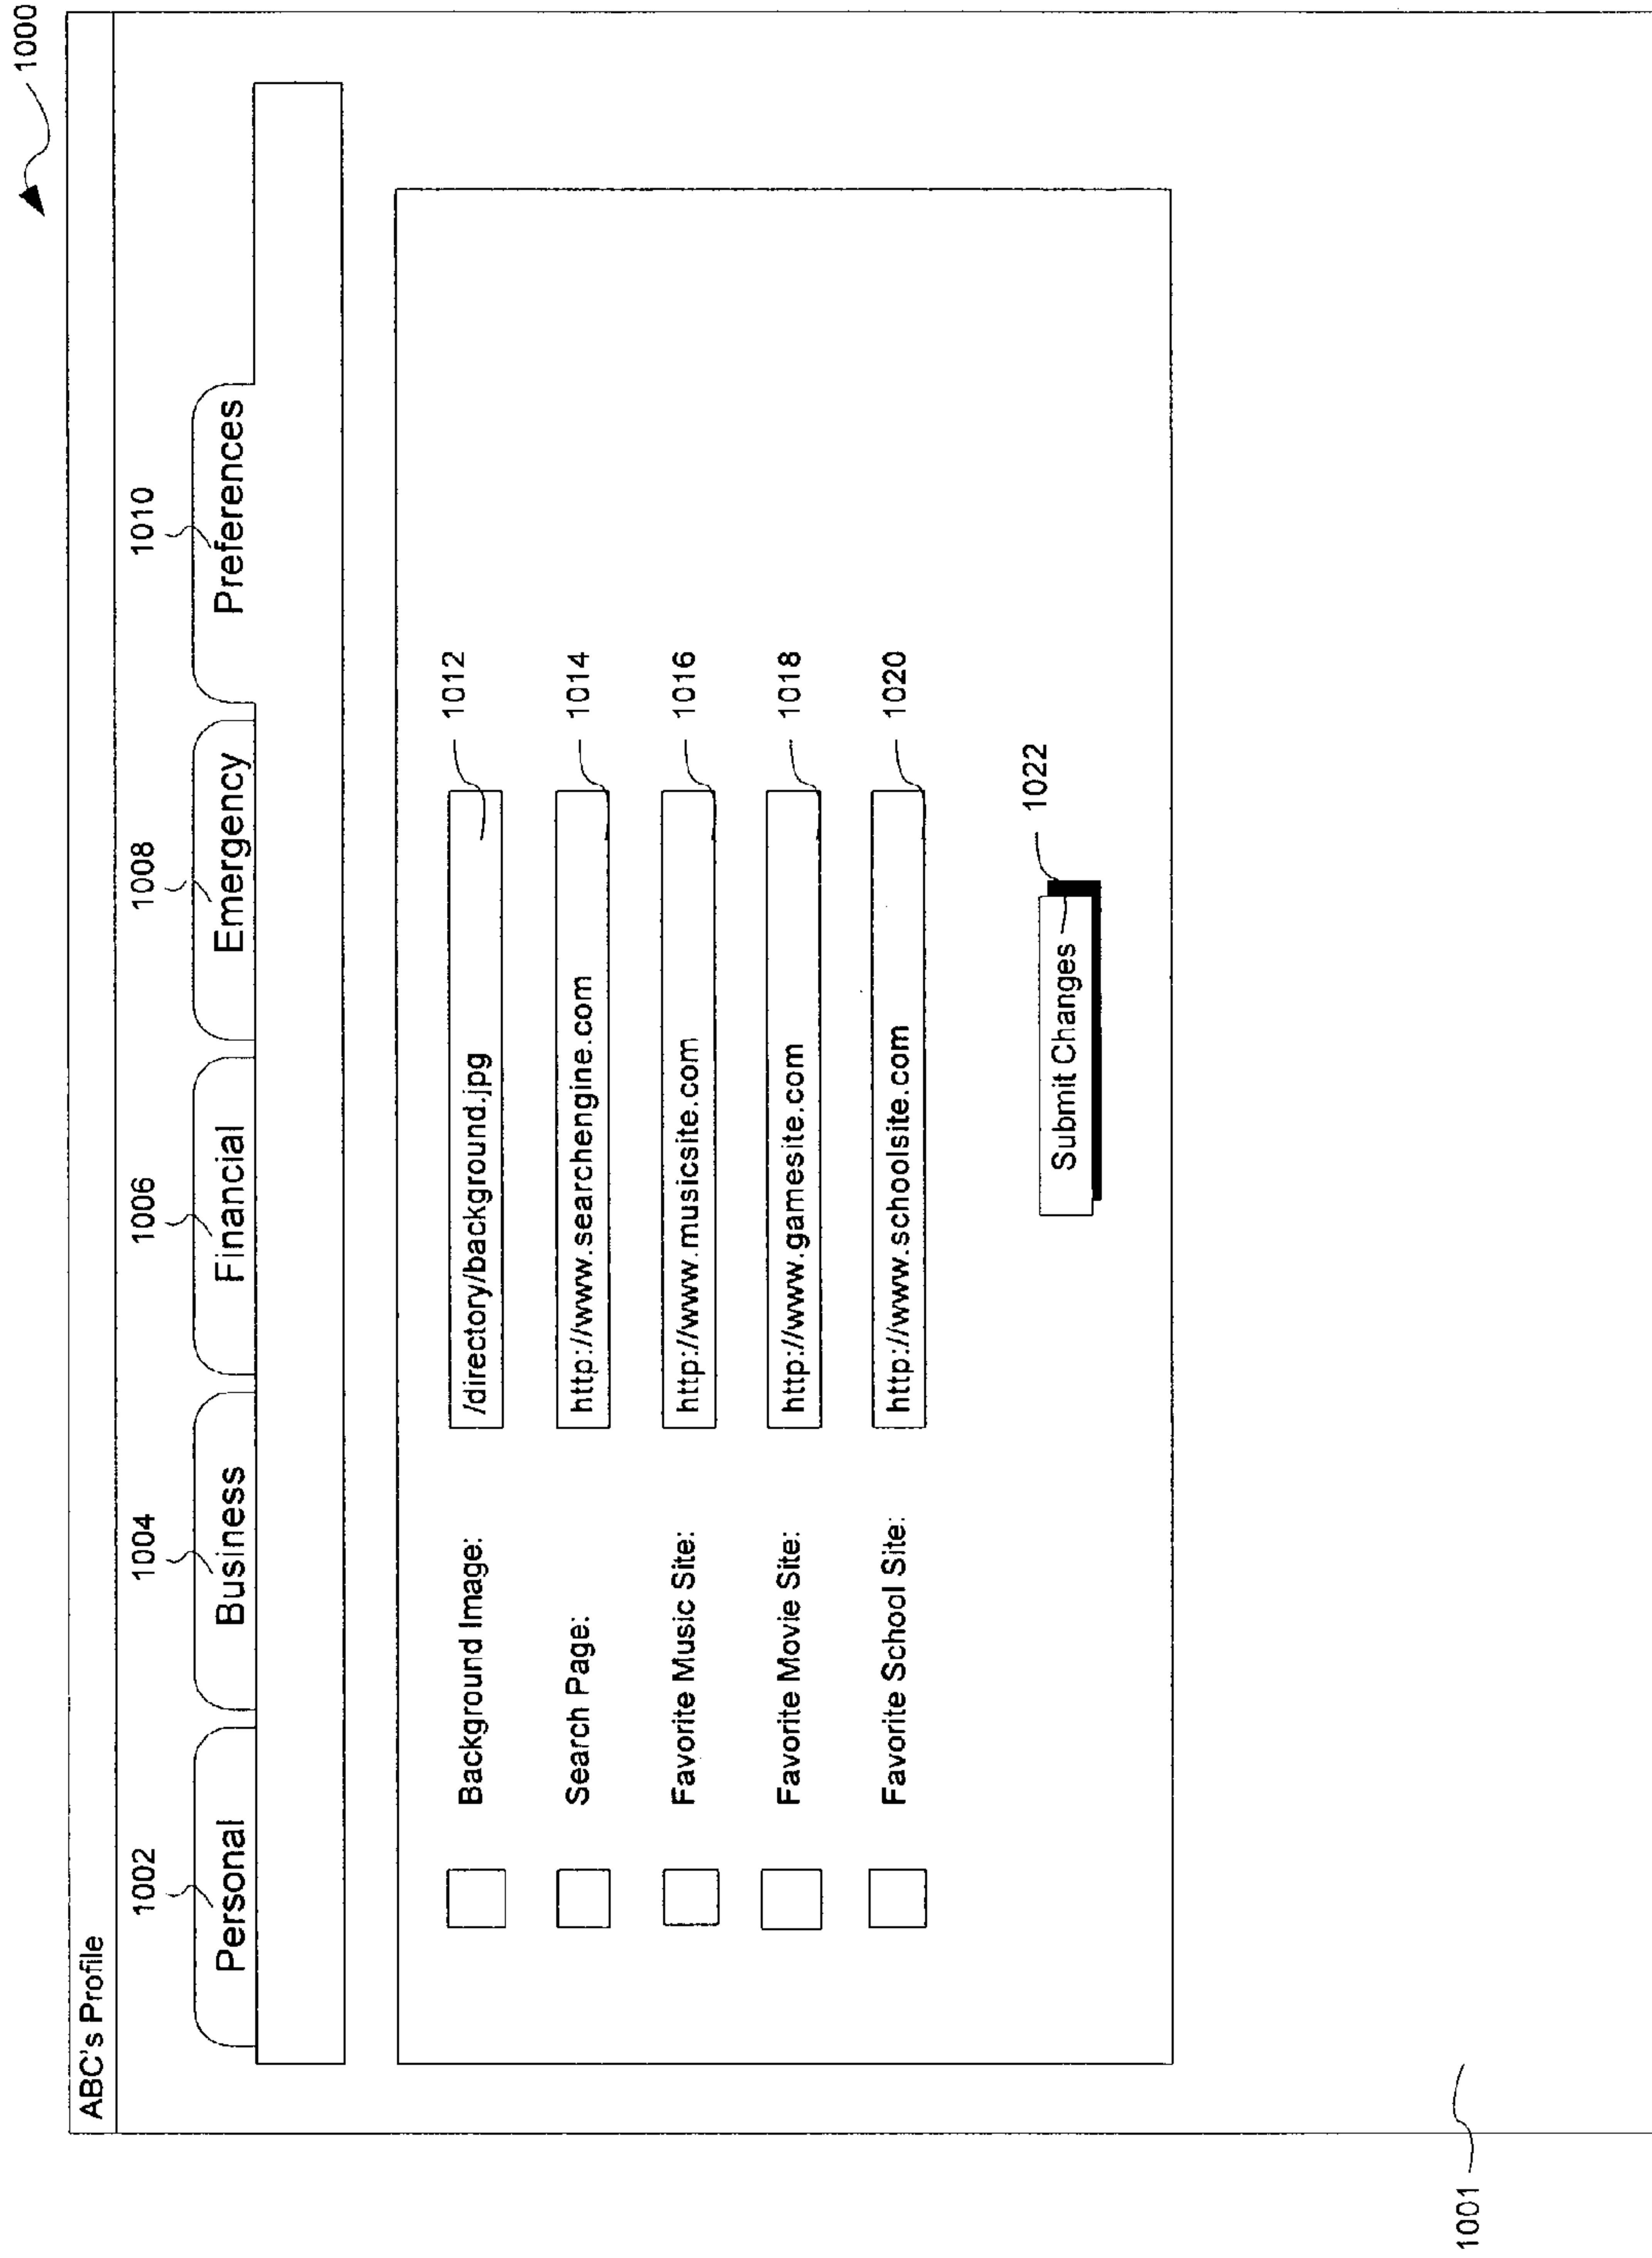 1000
ABC's Profile
1002 1004 1006 1008 1010
Personal Business Financial Emergency Preferences
Background Image: /directory/background.jpg 1012
Search Page: http://www.searchengine.com 1014
Favorite Music Site: http://www.musicsite.com 1016
Favorite Movie Site: http://www.gamesite.com 1018
Favorite School Site: http://www.schoolsite.com 1020
Submit Changes 1022
1001